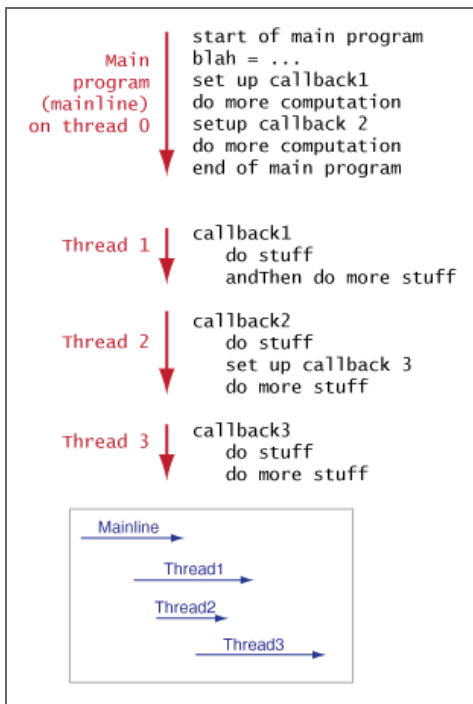 start of main program
blah = ...
set up callback1
do more computation
setup callback 2
do more computation
end of main program
Main
program
(mainline)
on thread 0
Thread 1
callback1
do stuff
andThen do more stuff
Thread 2
callback2
do stuff
set up callback 3
do more stuff
Thread 3
callback3
do stuff
do more stuff
Mainline
Thread1
Thread2
Thread3